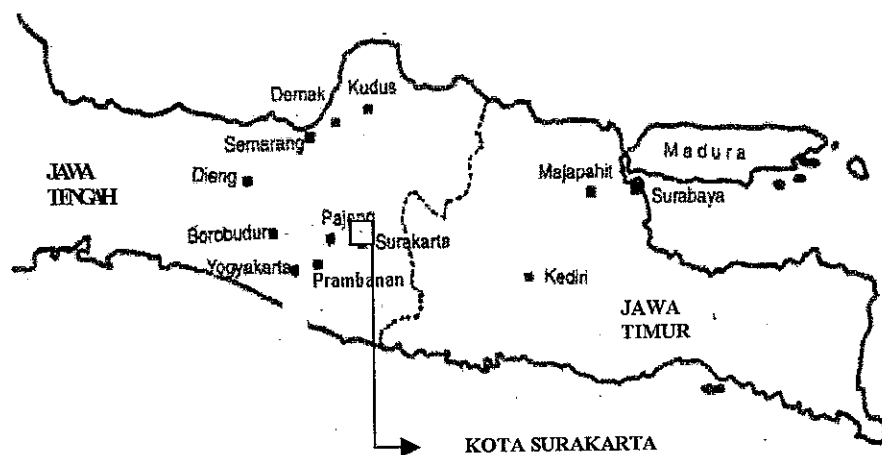 Demak
Kudus
Semarang
JAWA
TENGAH
Dieng
Madura
Majapahit
Surabaya
Borobudur
Pajang
Surakarta
Yogyakarta
Prambanan
Kediri
JAWA
TIMUR
KOTA SURAKARTA